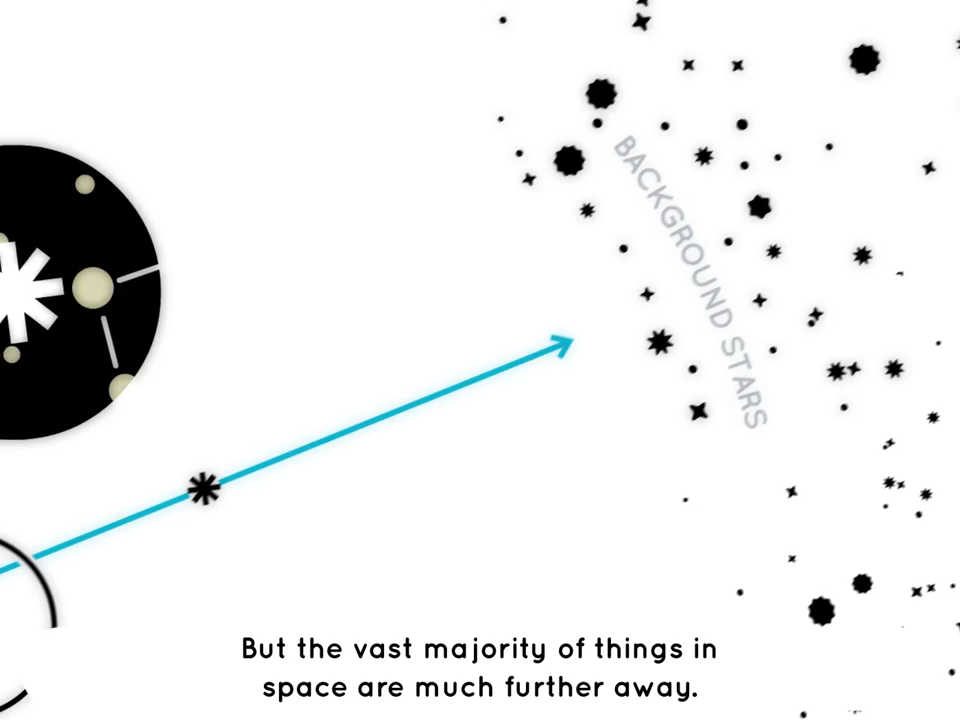 BACKGROUND STARS
But the vast majority of things in
space are much further away.